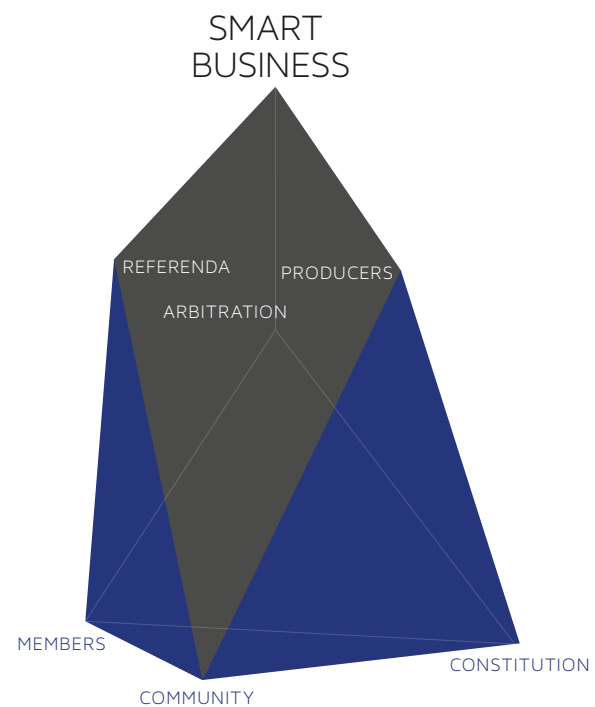 SMART
BUSINESS
REFERENDA
PRODUCERS
ARBITRATION
MEMBERS
CONSTITUTION
COMMUNITY